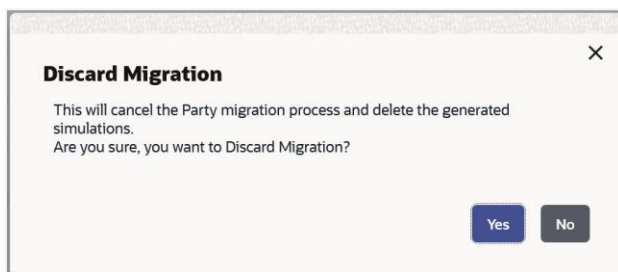 Discard Migration
This will cancel the Party migration process and delete the generated
simulations.
Are you sure, you want to Discard Migration?
Yes No